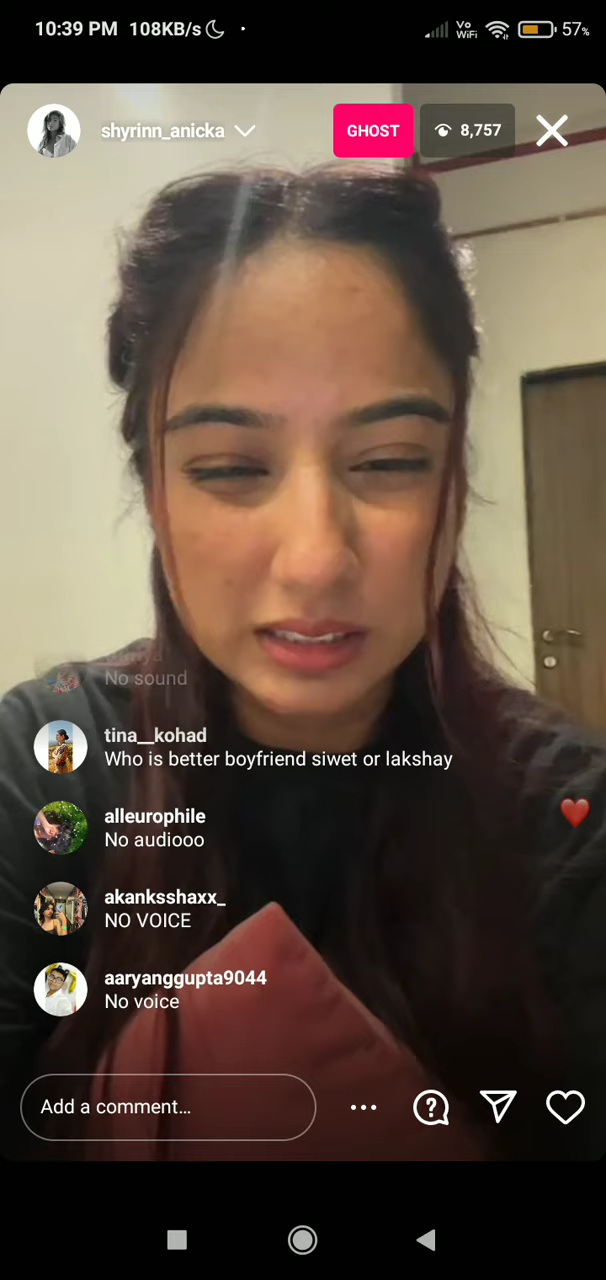 10:39 PM 108KB/s
Vo
WiFi
57%
shyrinn_anicka
GHOST
8,757
No sound
tina__kohad
Who is better boyfriend siwet or lakshay
alleurophile
No audiooo
akanksshaxx_
NO VOICE
aaryanggupta9044
No voice
Add a comment…